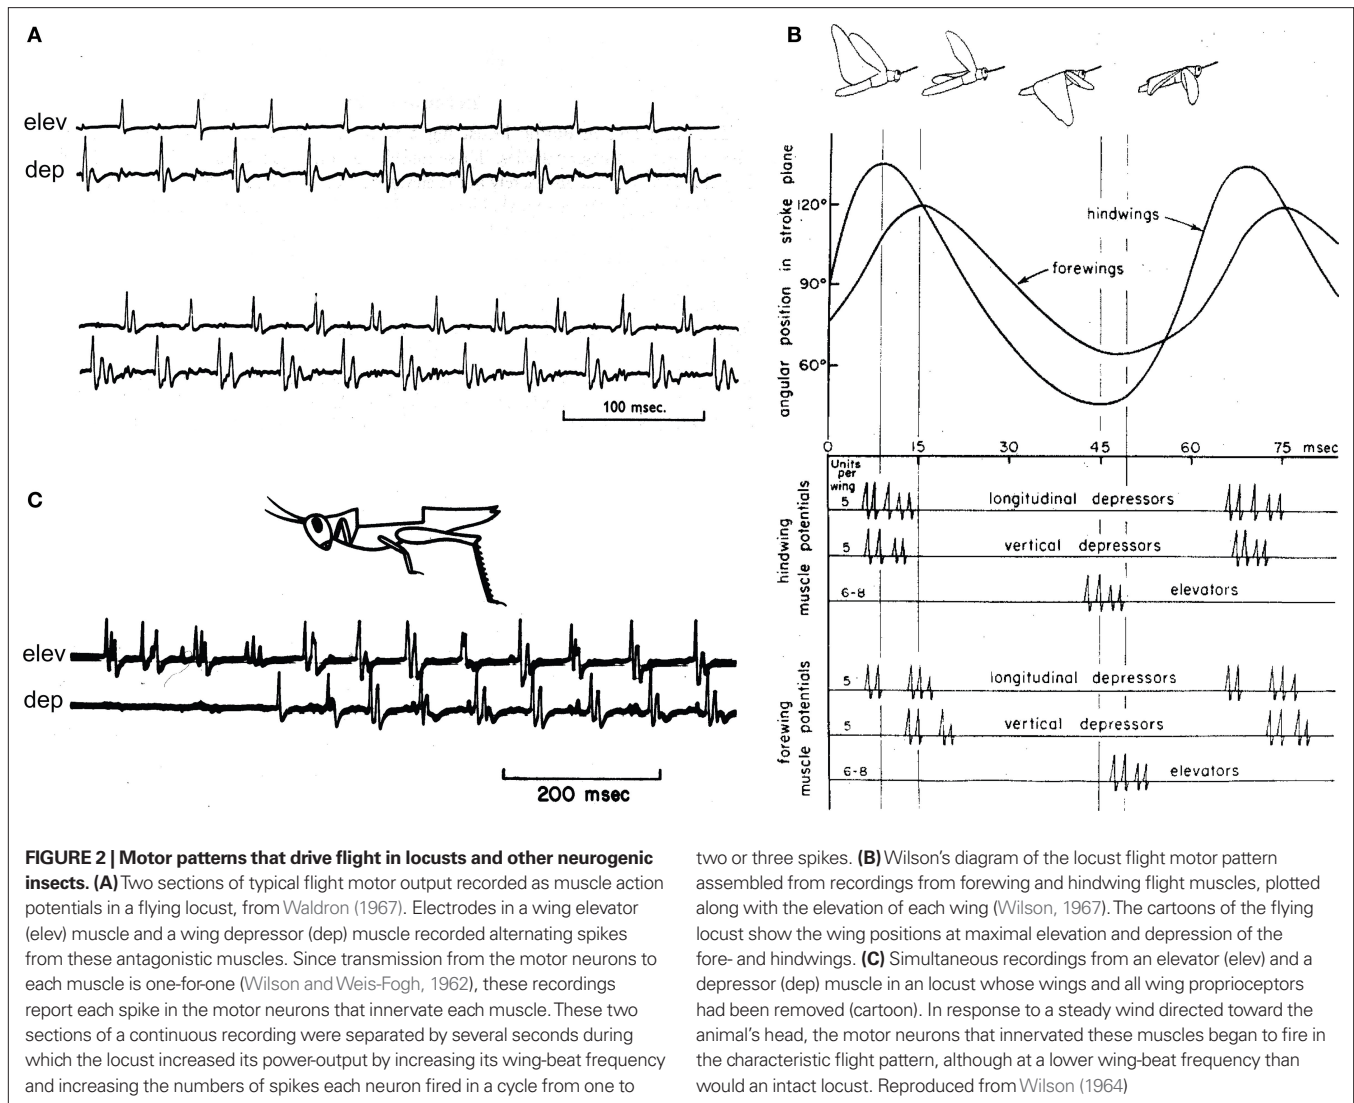 A
elev
dep
100 msec.
B
angular position in stroke plane
120°
90°
60°
hindwings
forewings
0 15 30 45 60 75 msec
Units
per
wing
hindwing
muscle potentials
5 longitudinal depressors
5 vertical depressors
6-8 elevators
forewing
muscle potentials
5 longitudinal depressors
5 vertical depressors
6-8 elevators
C
elev
dep
200 msec
FIGURE 2 | Motor patterns that drive flight in locusts and other neurogenic
insects. (A) Two sections of typical flight motor output recorded as muscle action
potentials in a flying locust, from Waldron (1967). Electrodes in a wing elevator
(elev) muscle and a wing depressor (dep) muscle recorded alternating spikes
from these antagonistic muscles. Since transmission from the motor neurons to
each muscle is one-for-one (Wilson and Weis-Fogh, 1962), these recordings
report each spike in the motor neurons that innervate each muscle. These two
sections of a continuous recording were separated by several seconds during
which the locust increased its power-output by increasing its wing-beat frequency
and increasing the numbers of spikes each neuron fired in a cycle from one to
two or three spikes. (B) Wilson's diagram of the locust flight motor pattern
assembled from recordings from forewing and hindwing flight muscles, plotted
along with the elevation of each wing (Wilson, 1967). The cartoons of the flying
locust show the wing positions at maximal elevation and depression of the
fore- and hindwings. (C) Simultaneous recordings from an elevator (elev) and a
depressor (dep) muscle in an locust whose wings and all wing proprioceptors
had been removed (cartoon). In response to a steady wind directed toward the
animal's head, the motor neurons that innervated these muscles began to fire in
the characteristic flight pattern, although at a lower wing-beat frequency than
would an intact locust. Reproduced from Wilson (1964)